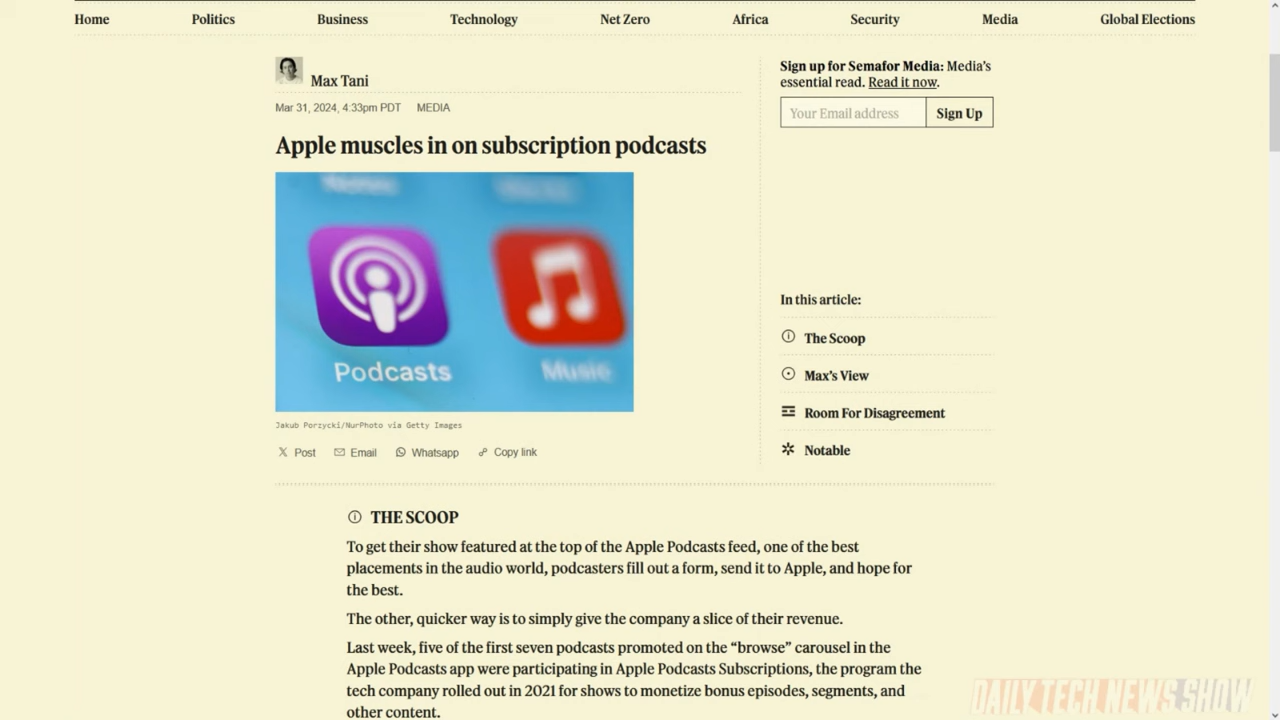 Home Politics Business Technology Net Zero Africa Security Media Global Elections
Max Tani
Mar 31, 2024, 4:33pm PDT MEDIA
Apple muscles in on subscription podcasts
Podcasts Music
Jakub Porzycki/NurPhoto via Getty Images
Post Email Whatsapp Copy link
Sign up for Semafor Media: Media's
essential read. Read it now.
Your Email address Sign Up
In this article:
The Scoop
Max's View
Room For Disagreement
Notable
THE SCOOP
To get their show featured at the top of the Apple Podcasts feed, one of the best
placements in the audio world, podcasters fill out a form, send it to Apple, and hope for
the best.
The other, quicker way is to simply give the company a slice of their revenue.
Last week, five of the first seven podcasts promoted on the “browse” carousel in the
Apple Podcasts app were participating in Apple Podcasts Subscriptions, the program the
tech company rolled out in 2021 for shows to monetize bonus episodes, segments, and
other content.
DAILY TECH NEWS SHOW